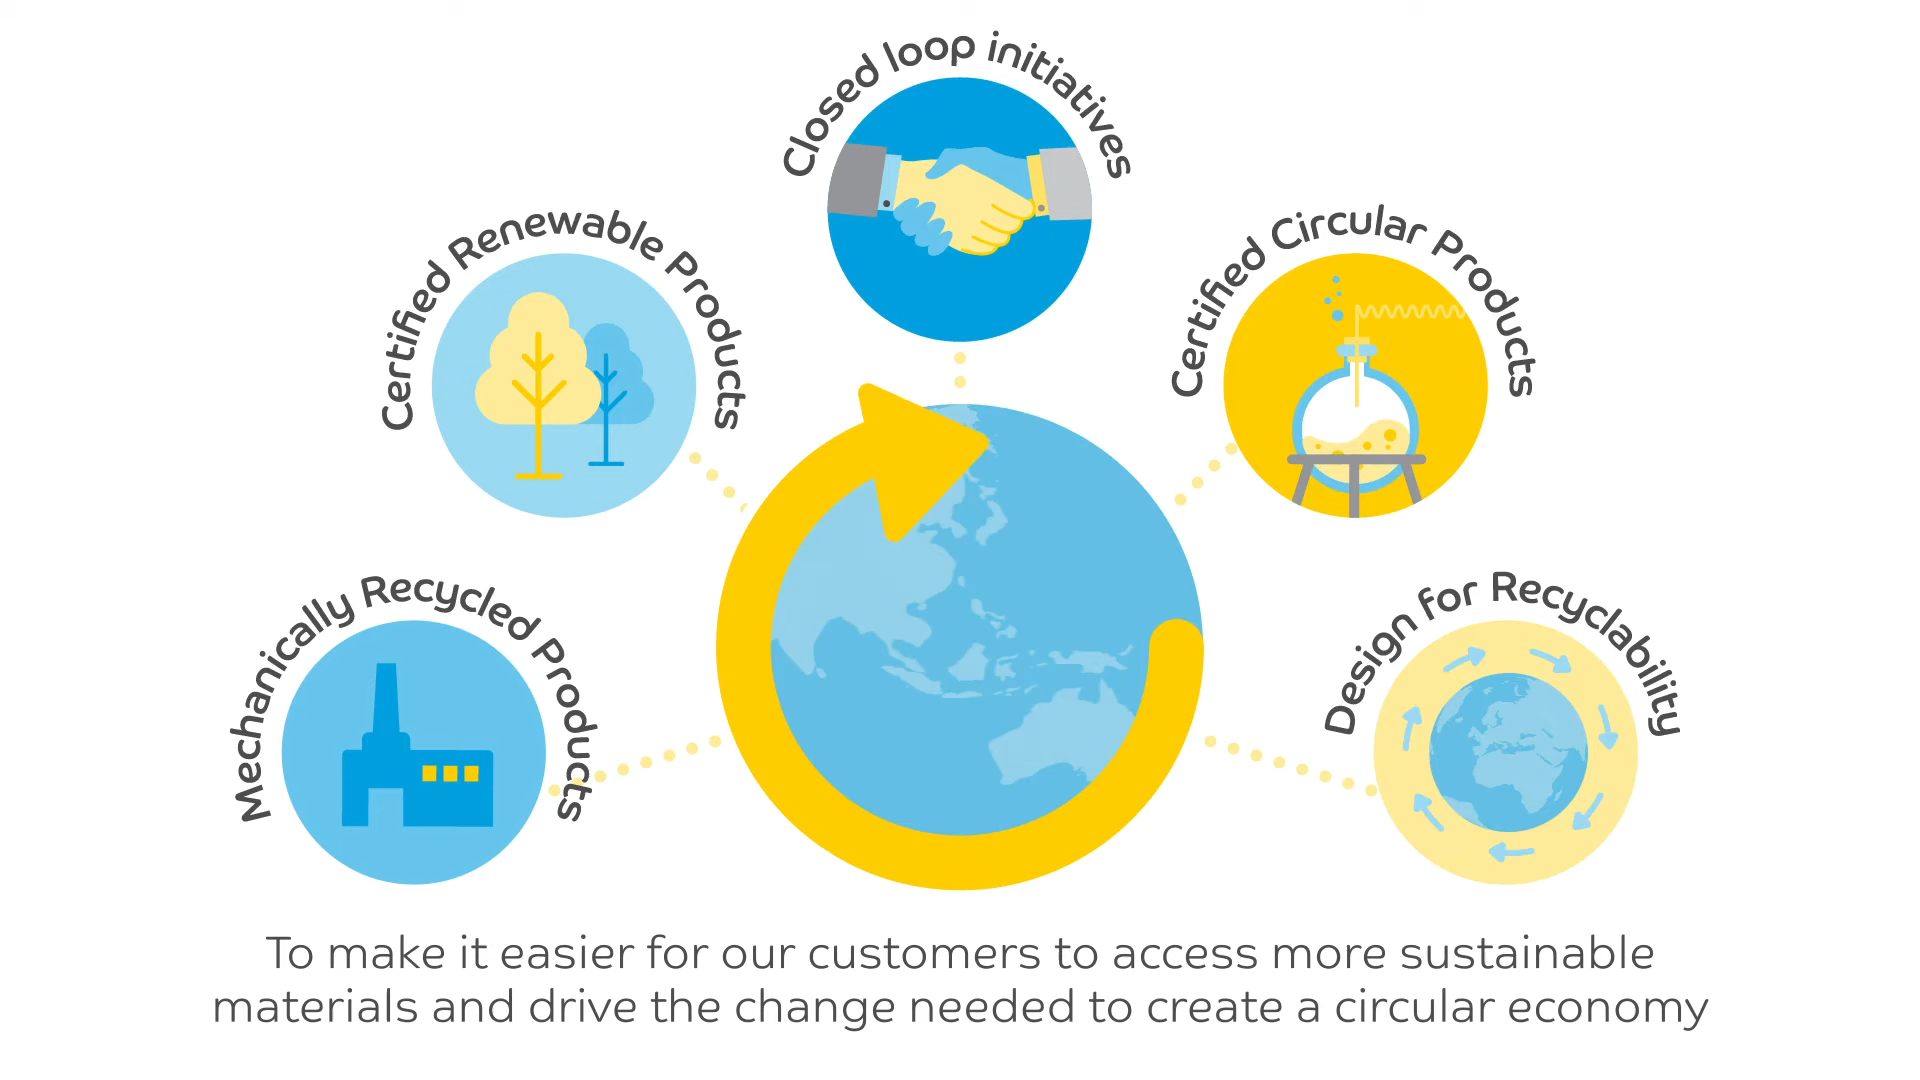 Closed loop initiatives
Certified Renewable Products
Certified Circular Products
Mechanically Recycled Products
Design for Recyclability
To make it easier for our customers to access more sustainable
materials and drive the change needed to create a circular economy